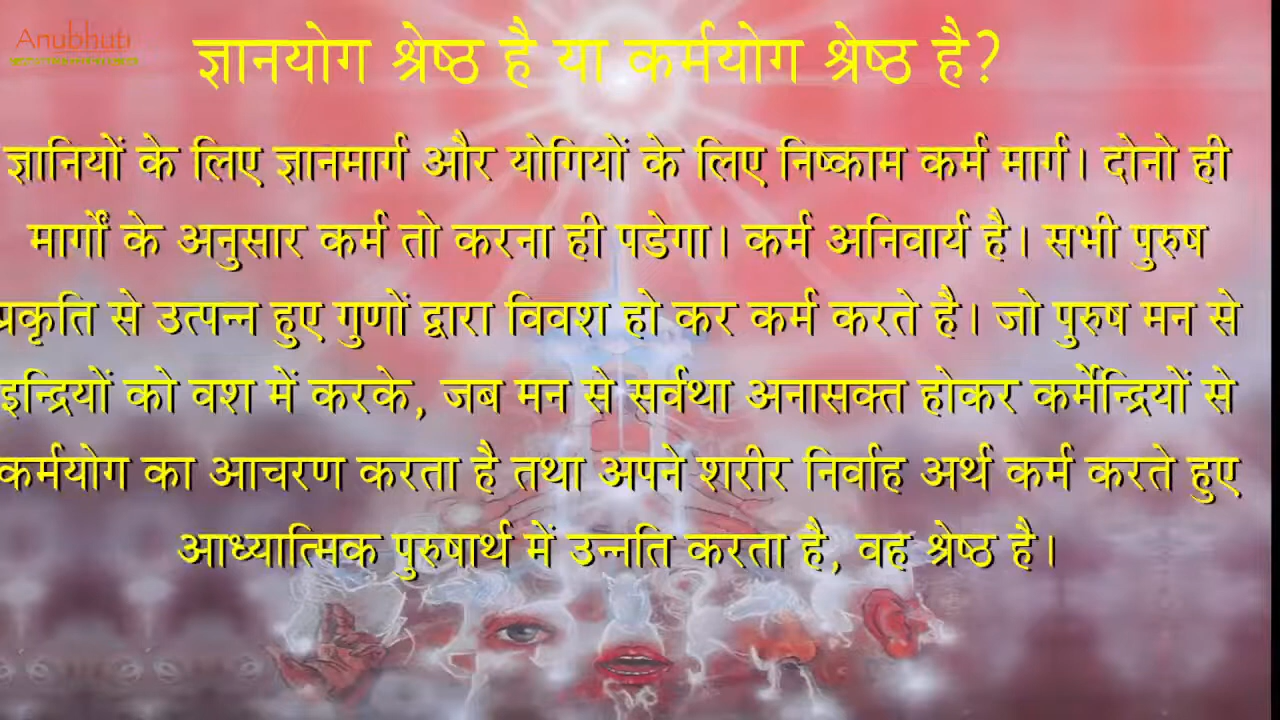 Anubhuti
ज्ञानयोग श्रेष्ठ है या कर्मयोग श्रेष्ठ है?
ज्ञानियों के लिए ज्ञानमार्ग और योगियों के लिए निष्काम कर्म मार्ग। दोनो ही
मार्गों के अनुसार कर्म तो करना ही पडेगा। कर्म अनिवार्य है। सभी पुरुष
प्रकृति से उत्पन्न हुए गुणों द्वारा विवश हो कर कर्म करते है। जो पुरुष मन से
इन्द्रियों को वश में करके, जब मन से सर्वथा अनासक्त होकर कर्मेन्द्रियों से
कर्मयोग का आचरण करता है तथा अपने शरीर निर्वाह अर्थ कर्म करते हुए
आध्यात्मिक पुरुषार्थ में उन्नति करता है, वह श्रेष्ठ है।